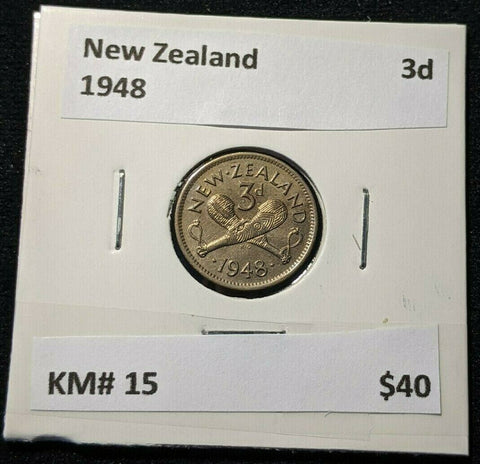 New Zealand 3d
1948
NEW·ZEALAND
3d
·1948·
KM# 15 $40